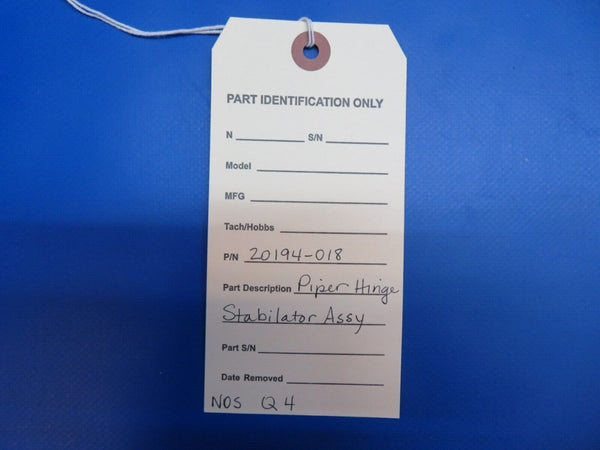 PART IDENTIFICATION ONLY
N S/N
Model
MFG
Tach/Hobbs
P/N 20194-018
Part Description Piper Hinge
Stabilator Assy
Part S/N
Date Removed
NOS Q4